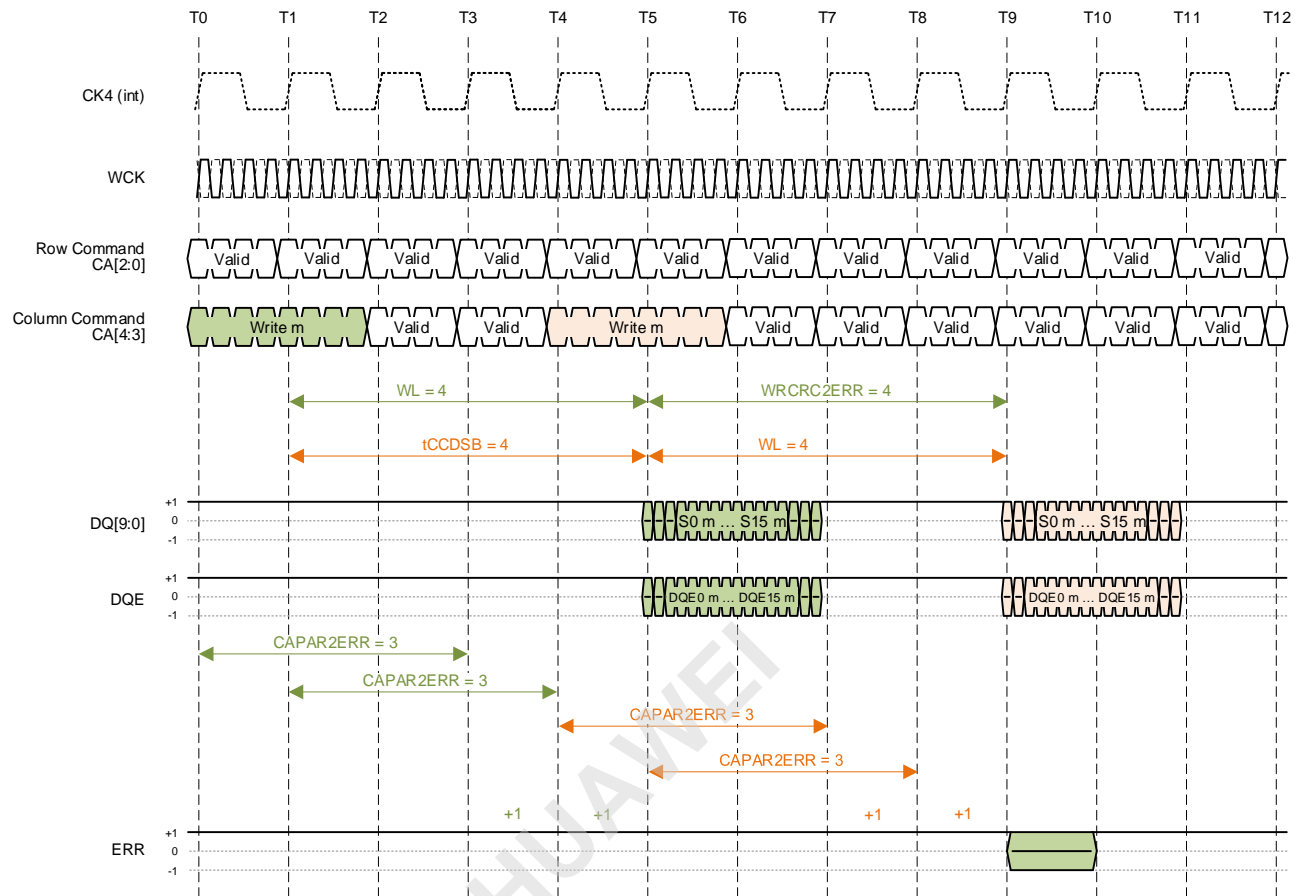 T0 T1 T2 T3 T4 T5 T6 T7 T8 T9 T10 T11 T12
CK4 (int)
WCK
Row Command
CA[2:0]
Valid Valid Valid Valid Valid Valid Valid Valid Valid Valid Valid Valid
Column Command
CA[4:3]
Write m Valid Valid Write m Valid Valid Valid Valid Valid Valid
WL = 4 WRCRC2ERR = 4
tCCDSB = 4 WL = 4
DQ[9:0]
+1
0
-1
S0 m ... S15 m S0 m ... S15 m
DQE
+1
0
-1
DQE0 m ... DQE15 m DQE0 m ... DQE15 m
CAPAR2ERR = 3
CAPAR2ERR = 3
CAPAR2ERR = 3
CAPAR2ERR = 3
+1 +1 +1 +1
ERR
+1
0
-1
HUAWEI